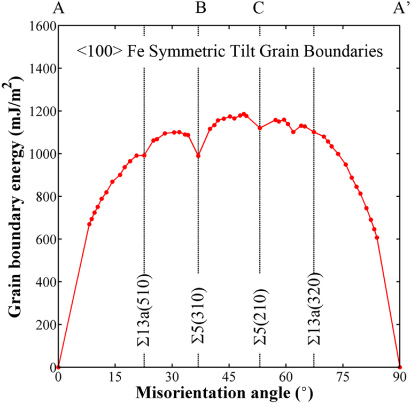 A B C A'
<100> Fe Symmetric Tilt Grain Boundaries
Grain boundary energy (mJ/m²)
1600
1400
1200
1000
800
600
400
200
0
Σ13a(510)
Σ5(310)
Σ5(210)
Σ13a(320)
0 15 30 45 60 75 90
Misorientation angle (°)